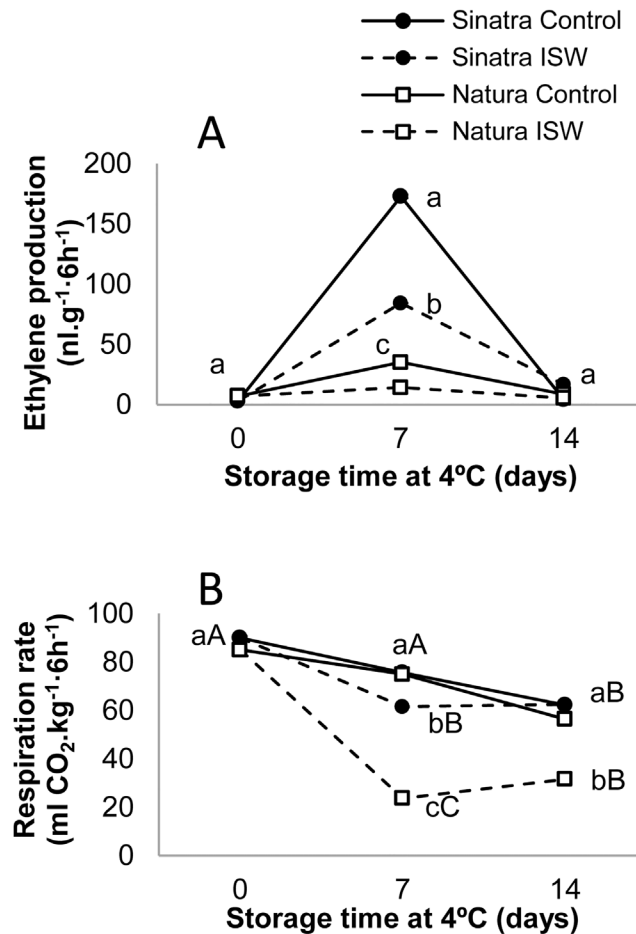 Sinatra Control
Sinatra ISW
Natura Control
Natura ISW
A
Ethylene production
(nl.g⁻¹·6h⁻¹)
200
150
100
50
0
a
a
b
c
a
0
7
14
Storage time at 4ºC (days)
B
Respiration rate
(ml CO₂.kg⁻¹·6h⁻¹)
100
80
60
40
20
0
aA
aA
bB
cC
aB
bB
0
7
14
Storage time at 4ºC (days)